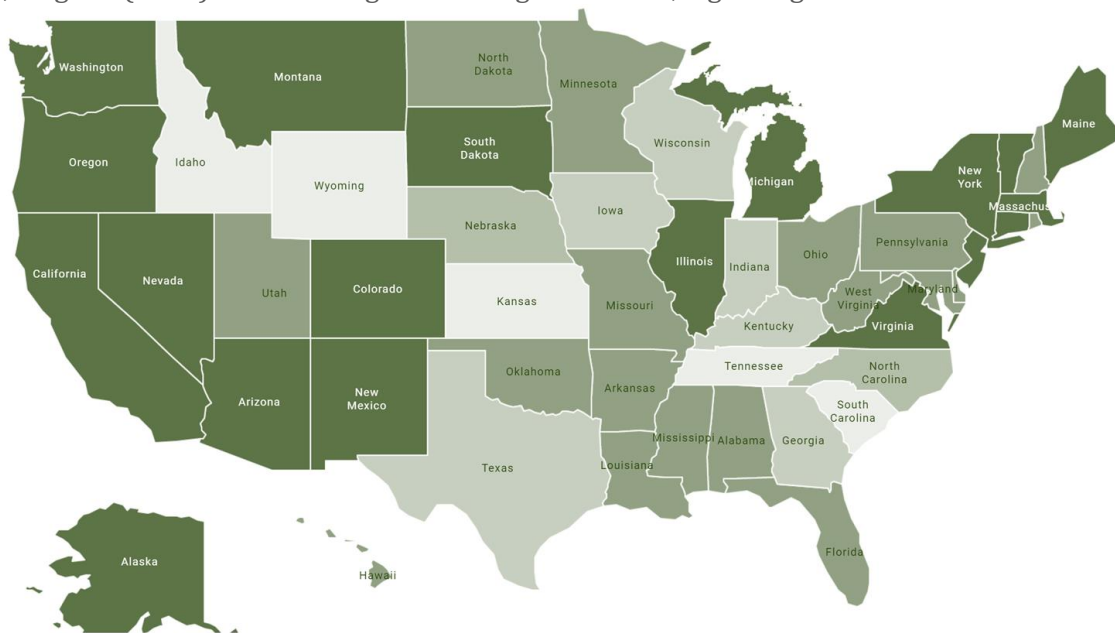 Washington
Montana
North
Dakota
Minnesota
Maine
Oregon
Idaho
South
Dakota
Wisconsin
Wyoming
Michigan
New
York
Massachus
Nebraska
Iowa
Pennsylvania
California
Nevada
Utah
Colorado
Kansas
Illinois
Indiana
Ohio
West
Virginia
Maryland
Missouri
Kentucky
Virginia
Arizona
New
Mexico
Oklahoma
Arkansas
Tennessee
North
Carolina
South
Carolina
Texas
Louisiana
Mississippi
Alabama
Georgia
Florida
Alaska
Hawaii